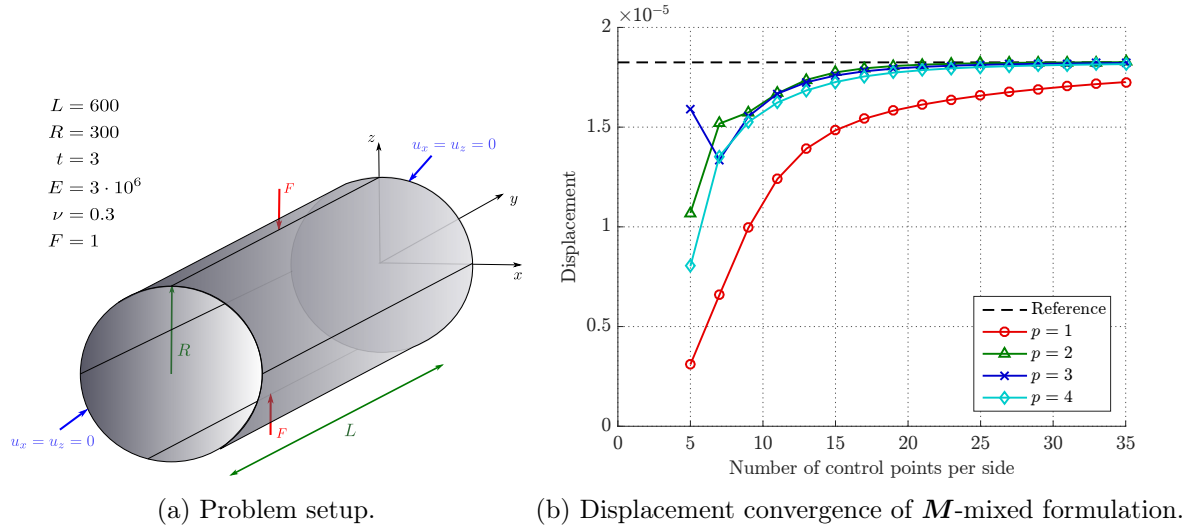 L = 600
R = 300
t = 3
E = 3 · 10⁶
ν = 0.3
F = 1
z
u_x = u_z = 0
F
y
x
R
L
F
u_x = u_z = 0
(a) Problem setup.
×10⁻⁵
2
1.5
1
0.5
0
Displacement
0 5 10 15 20 25 30 35
Number of control points per side
Reference
p = 1
p = 2
p = 3
p = 4
(b) Displacement convergence of M-mixed formulation.